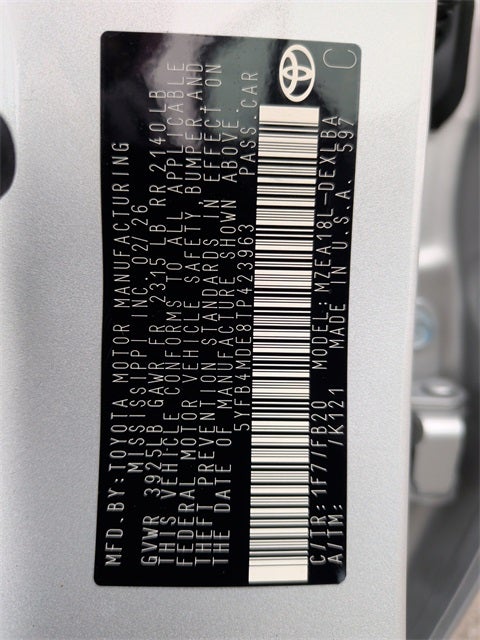 MFD. BY: TOYOTA MOTOR MANUFACTURING
MISSISSIPPI INC. 02/26
GVWR 3925LB GAWR FR 2315 LB RR 2140 LB
THIS VEHICLE CONFORMS TO ALL APPLICABLE
FEDERAL MOTOR VEHICLE SAFETY, BUMPER AND
THEFT PREVENTION STANDARDS IN EFFECT ON
THE DATE OF MANUFACTURE SHOWN ABOVE.
5YFB4MDE8TP423963 PASS. CAR
C/TR: 1F7/FB20 MODEL: MZEA18L-DEXLBA
A/TM: /K121 MADE IN U.S.A. 597
C